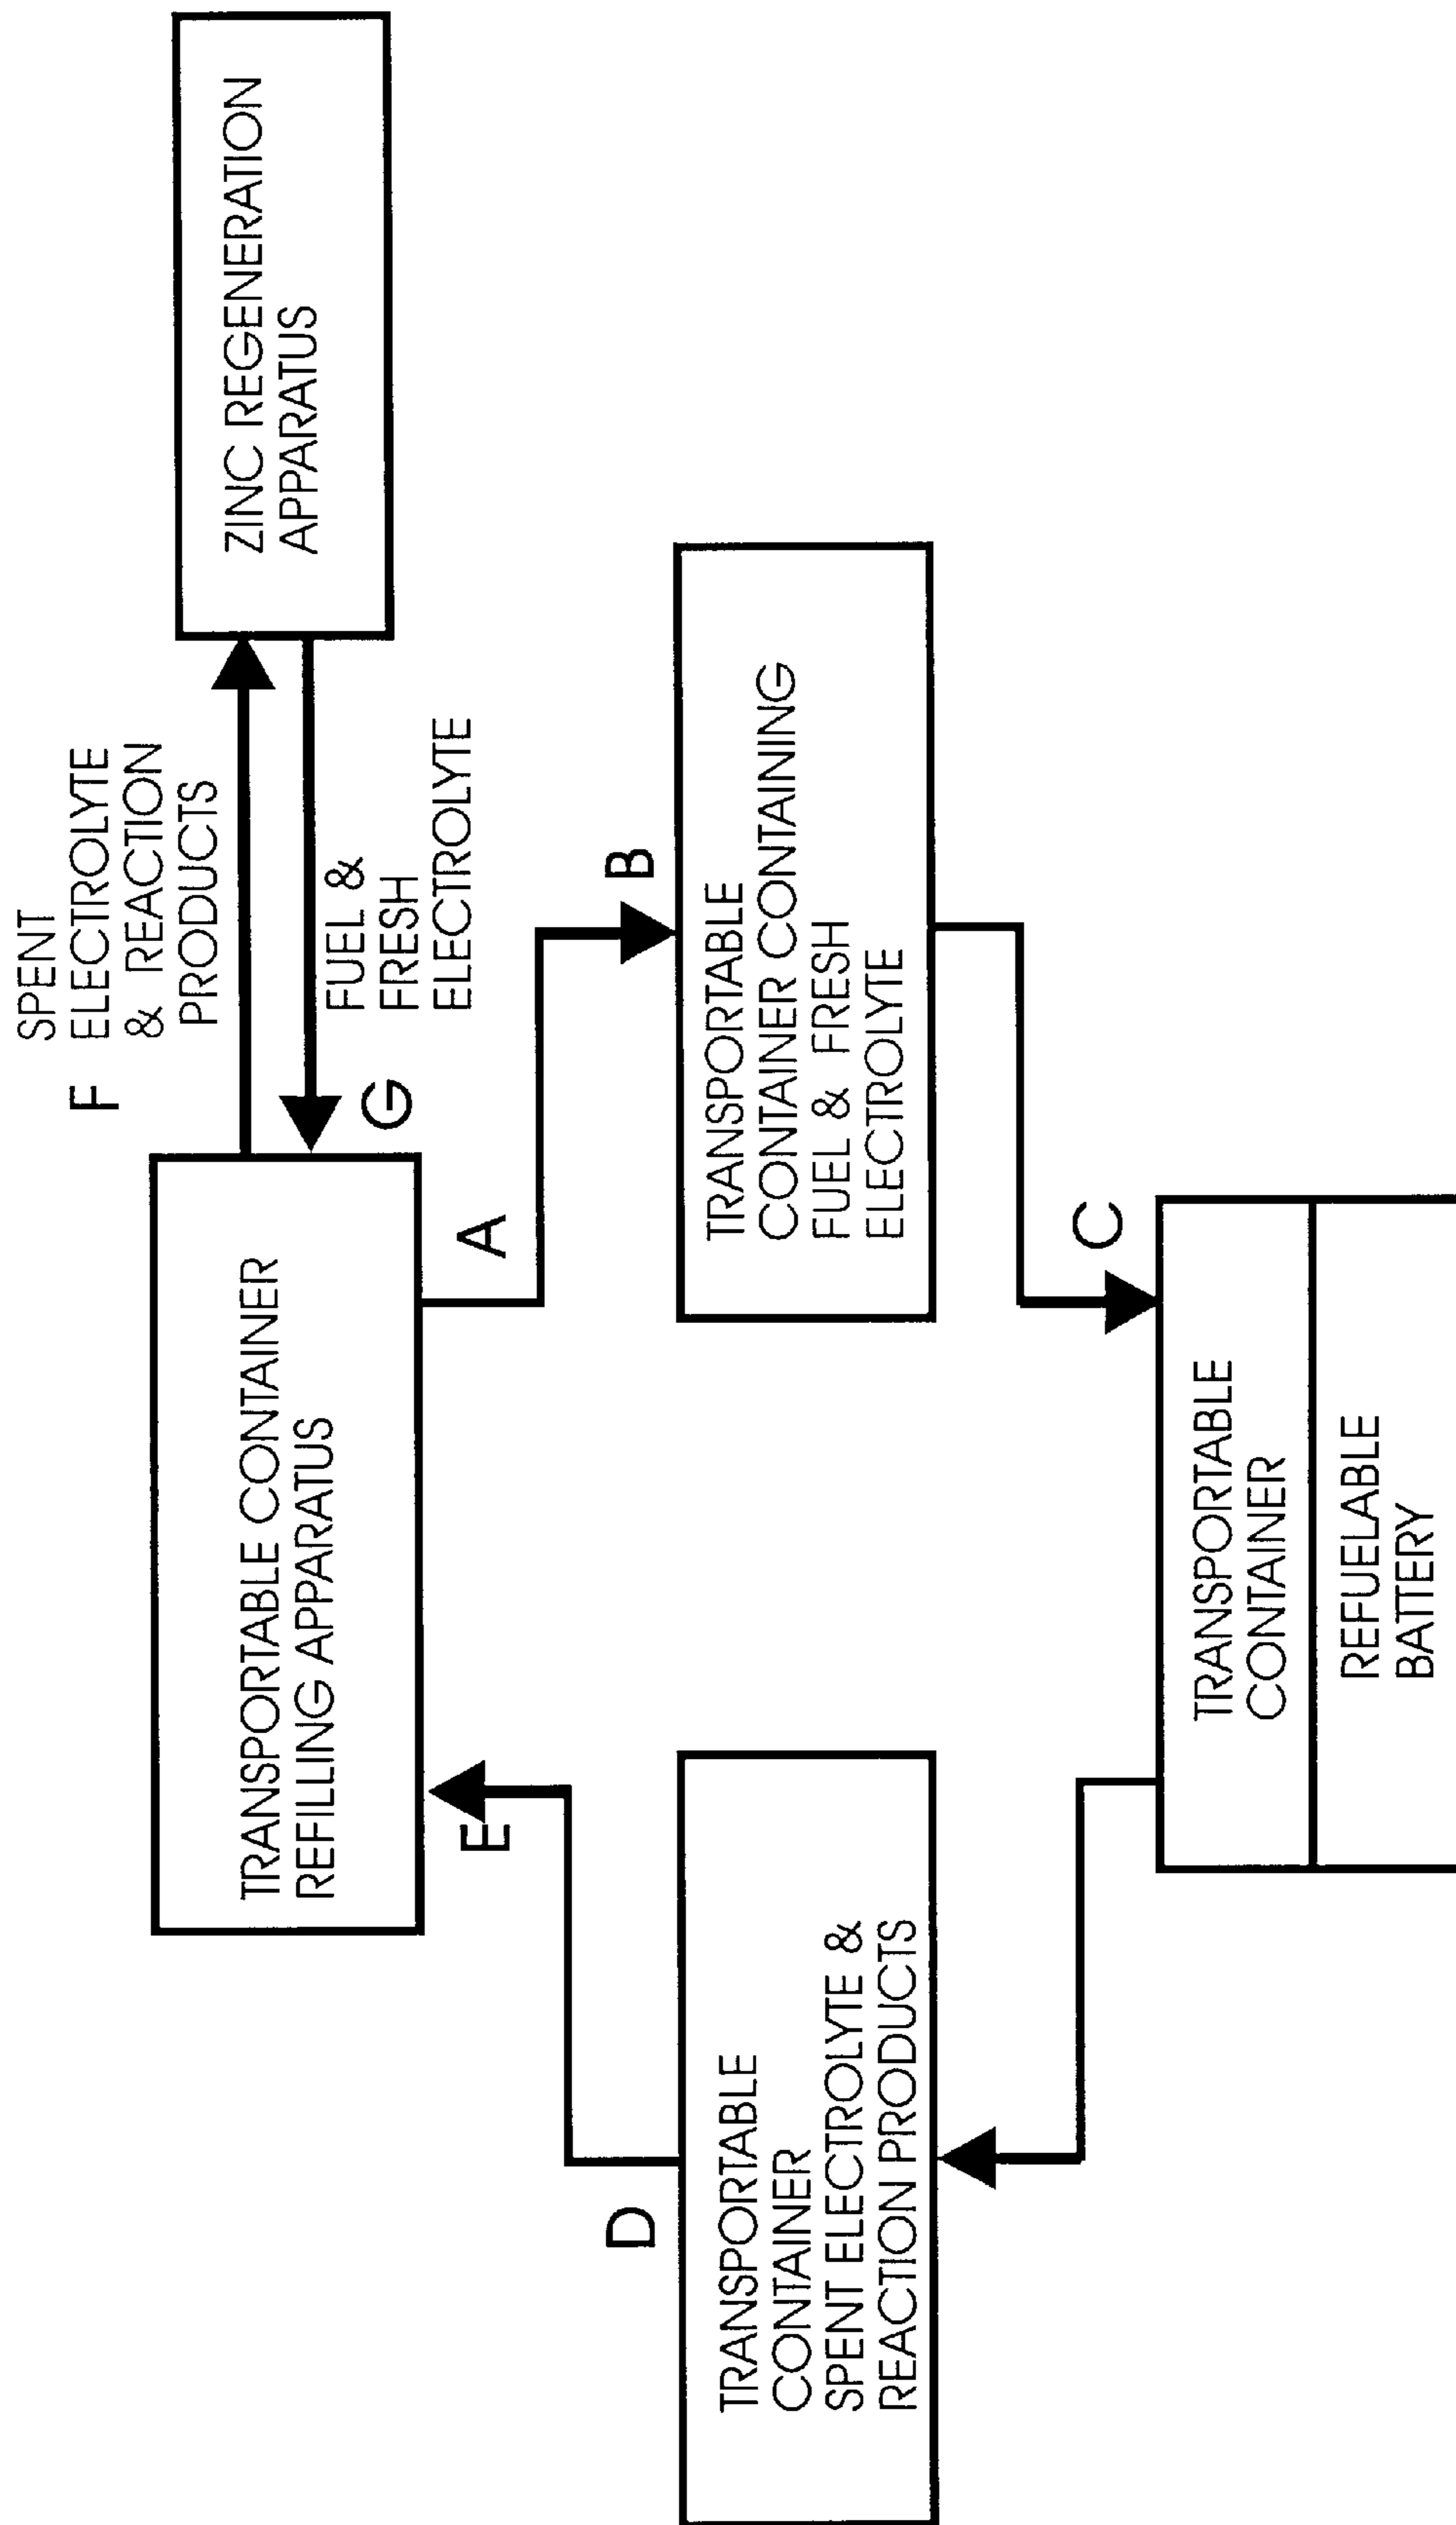 SPENT
ELECTROLYTE
& REACTION
PRODUCTS
F
ZINC REGENERATION
APPARATUS
FUEL &
FRESH
ELECTROLYTE
G
TRANSPORTABLE CONTAINER
REFILLING APPARATUS
A
E
B
TRANSPORTABLE
CONTAINER CONTAINING
FUEL & FRESH
ELECTROLYTE
D
TRANSPORTABLE
CONTAINER
SPENT ELECTROLYTE &
REACTION PRODUCTS
C
TRANSPORTABLE
CONTAINER
REFUELABLE
BATTERY